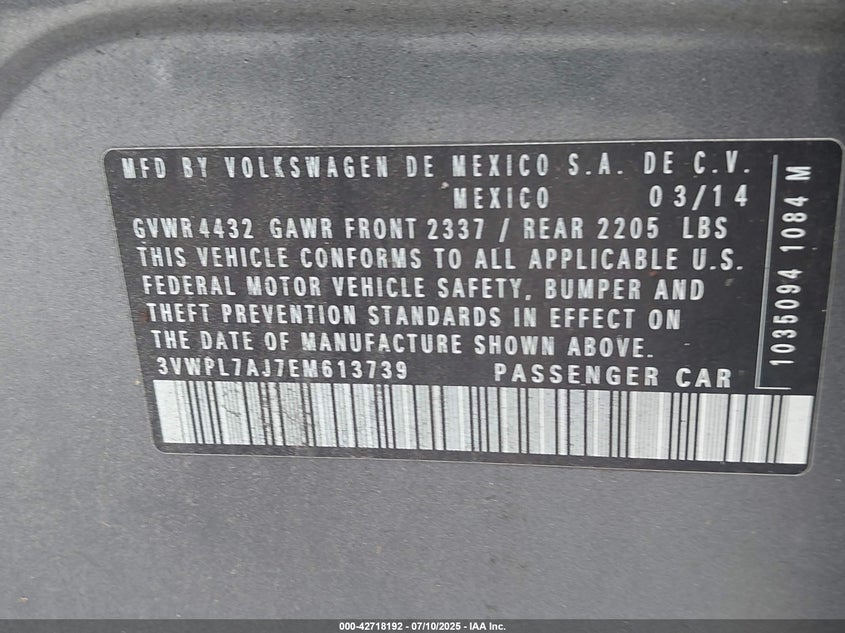 MFD BY VOLKSWAGEN DE MEXICO S.A. DE C.V.
MEXICO 03/14
GVWR 4432 GAWR FRONT 2337 / REAR 2205 LBS
THIS VEHICLE CONFORMS TO ALL APPLICABLE U.S.
FEDERAL MOTOR VEHICLE SAFETY, BUMPER AND
THEFT PREVENTION STANDARDS IN EFFECT ON
THE DATE OF MANUFACTURE SHOWN ABOVE.
3VWPL7AJ7EM613739 PASSENGER CAR
1035094 1084 M
000-42718192 - 07/10/2025 - IAA Inc.